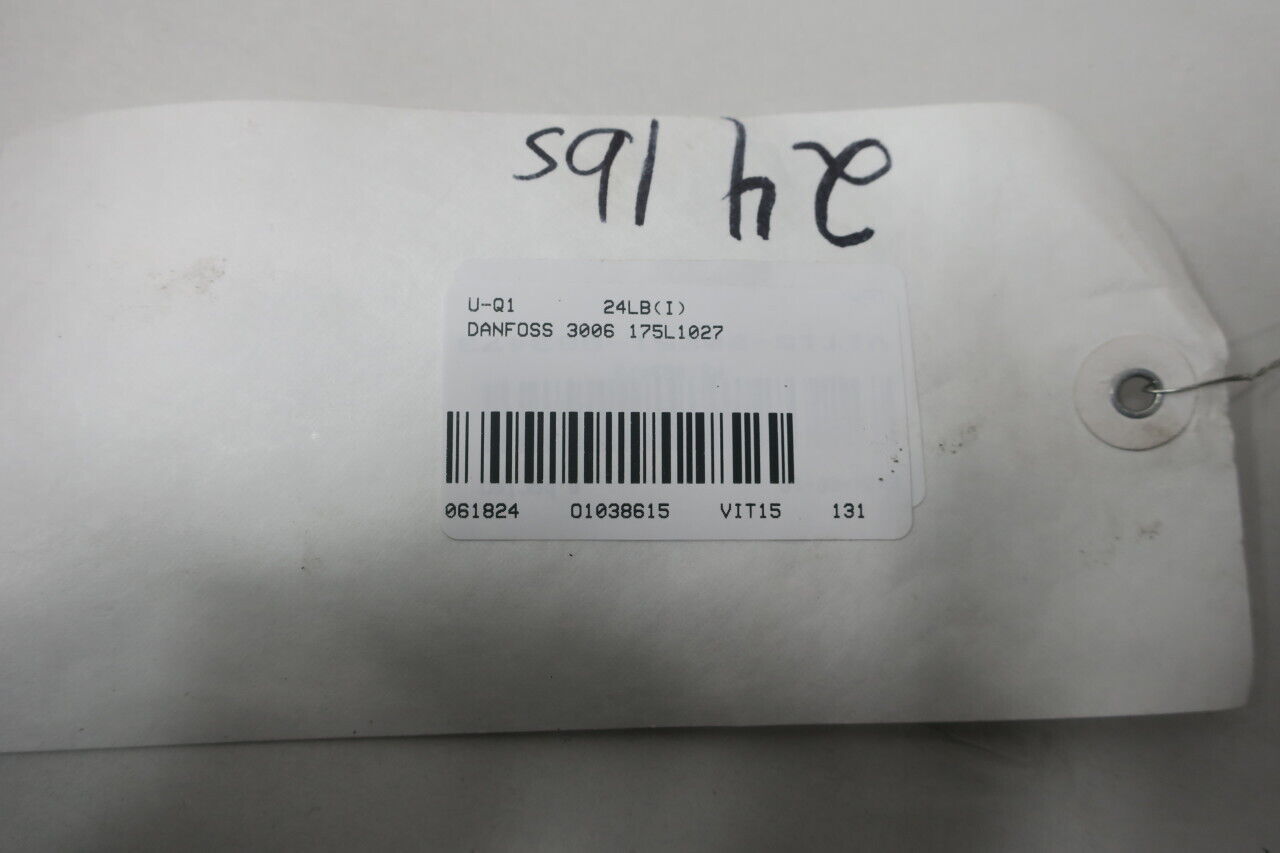 24 lbs
U-Q1 24LB(I)
DANFOSS 3006 175L1027
061824 01038615 VIT15 131